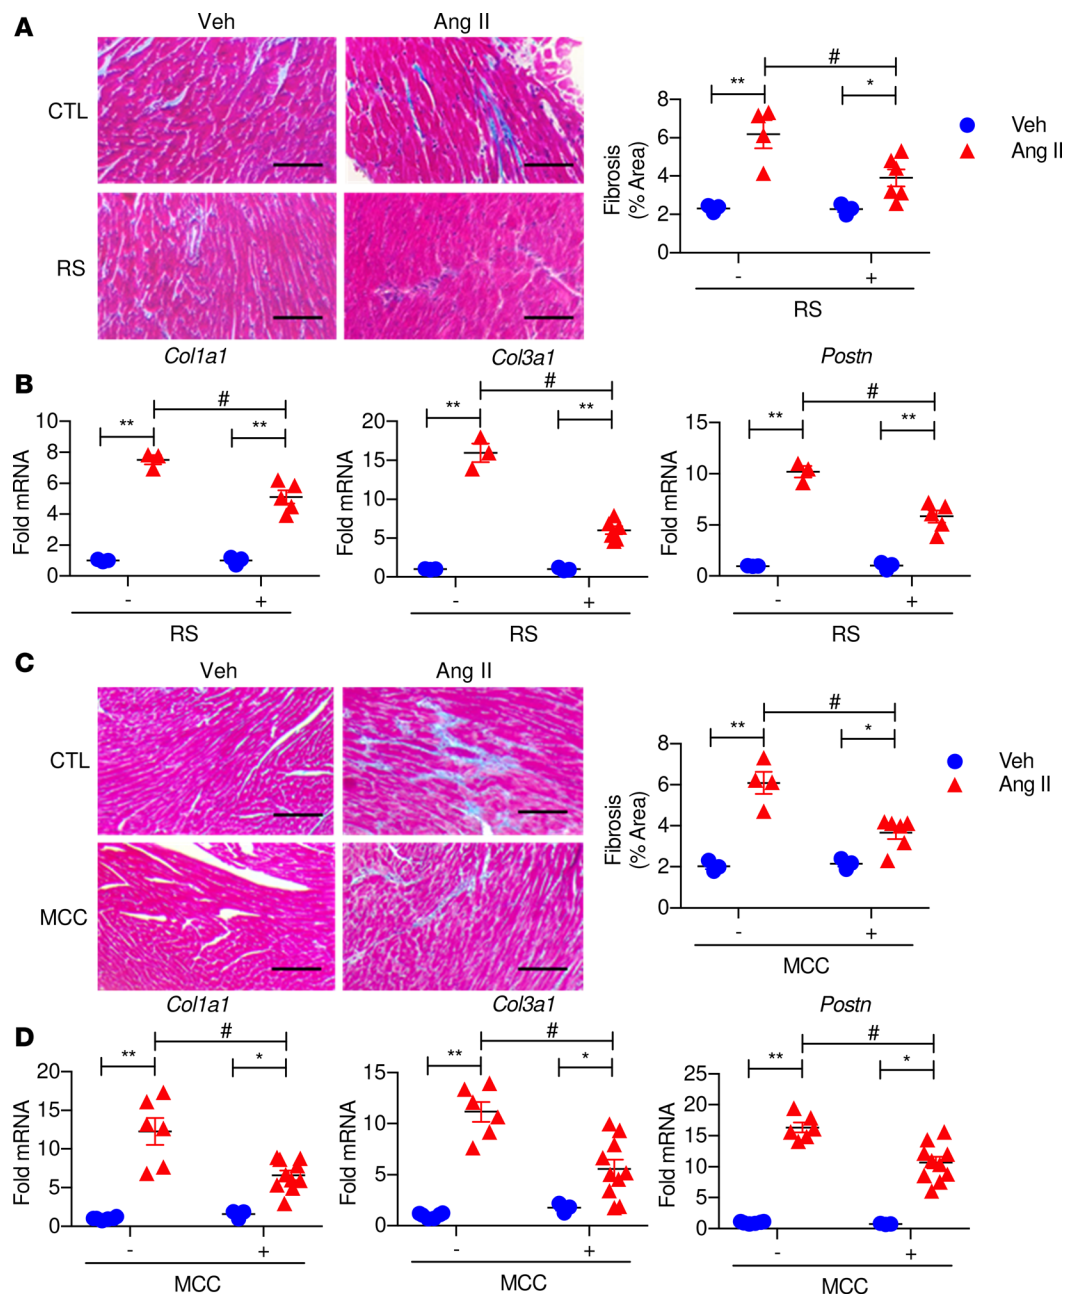 A
Veh
Ang II
CTL
RS
**
#
*
8
6
4
2
0
Fibrosis
(% Area)
-
+
RS
Veh
Ang II
B
Col1a1
Col3a1
Postn
**
#
**
10
8
6
4
2
0
Fold mRNA
-
+
RS
**
#
**
20
15
10
5
0
Fold mRNA
-
+
RS
**
#
**
15
10
5
0
Fold mRNA
-
+
RS
C
Veh
Ang II
CTL
MCC
**
#
*
8
6
4
2
0
Fibrosis
(% Area)
-
+
MCC
Veh
Ang II
D
Col1a1
Col3a1
Postn
**
#
*
20
15
10
5
0
Fold mRNA
-
+
MCC
**
#
*
15
10
5
0
Fold mRNA
-
+
MCC
**
#
*
25
20
15
10
5
0
Fold mRNA
-
+
MCC